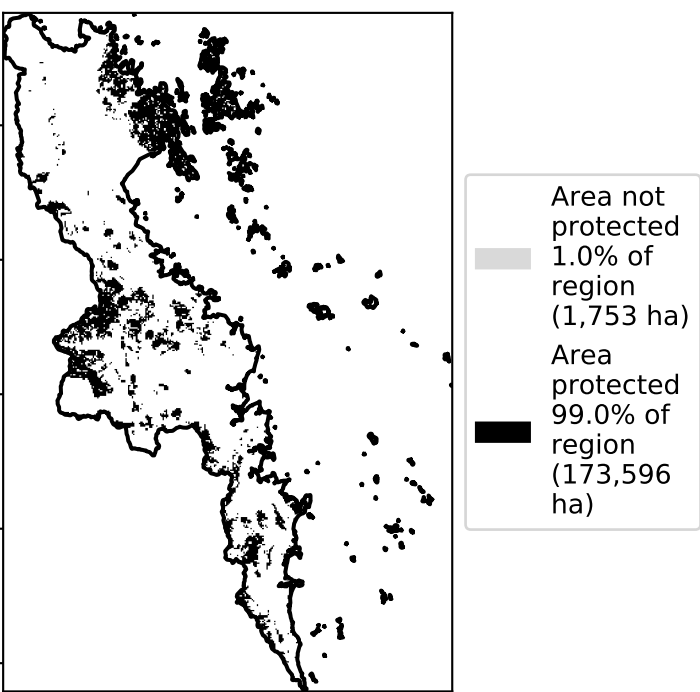 Area not
protected
1.0% of
region
(1,753 ha)
Area
protected
99.0% of
region
(173,596
ha)